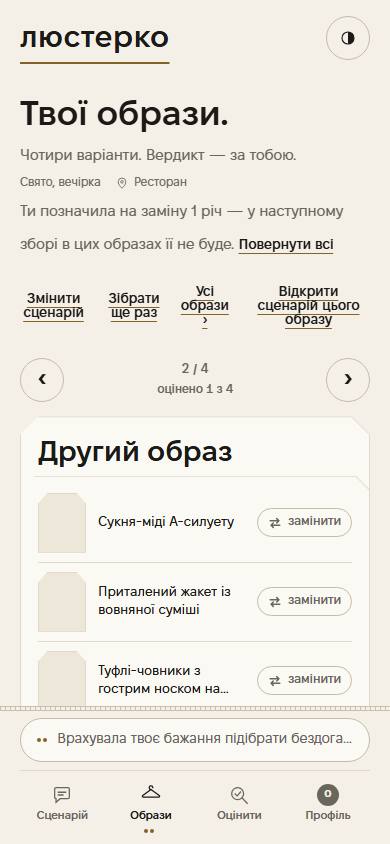 люстерко
Твої образи.
Чотири варіанти. Вердикт — за тобою.
Свято, вечірка Ресторан
Ти позначила на заміну 1 річ — у наступному
зборі в цих образах її не буде. Повернути всі
Змінити
сценарій
Зібрати
ще раз
Усі
образи
›
Відкрити
сценарій цього
образу
‹
2 / 4
оцінено 1 з 4
›
Другий образ
Сукня-міді А-силуету
замінити
Приталений жакет із
вовняної суміші
замінити
Туфлі-човники з
гострим носком на...
замінити
Врахувала твоє бажання підібрати бездога...
Сценарій
Образи
Оцінити
О
Профіль